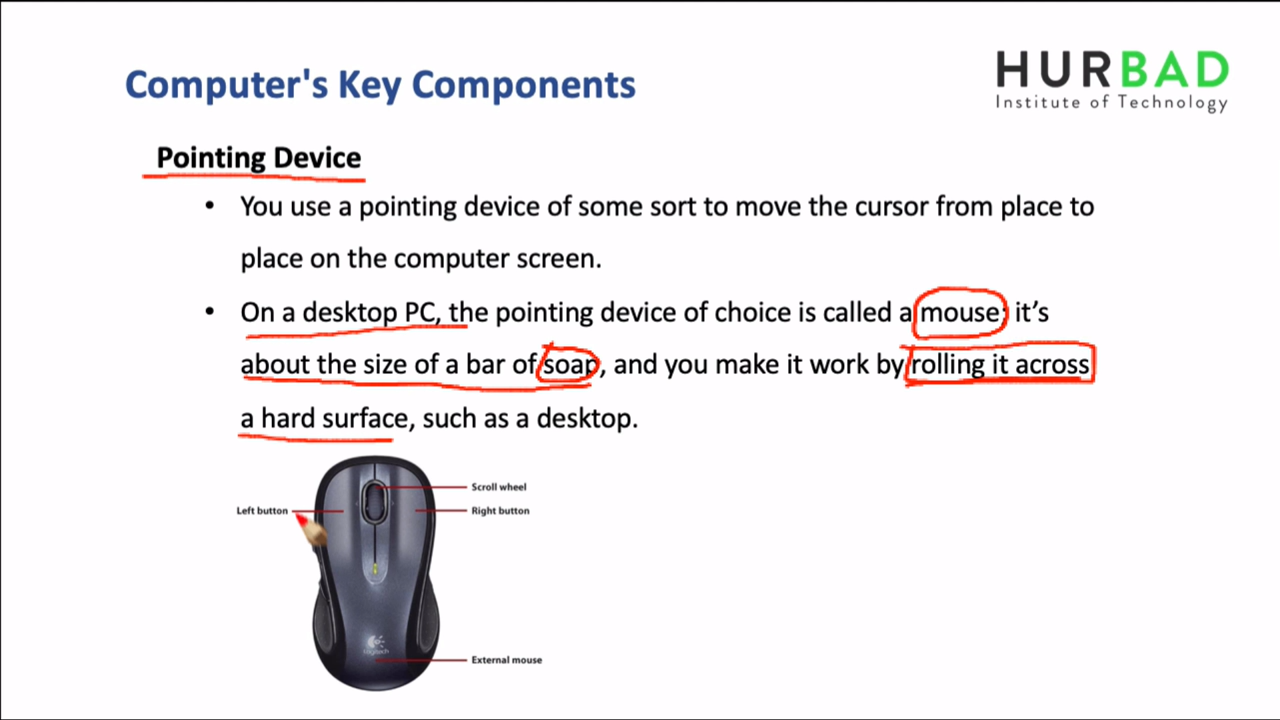 Computer's Key Components
HURBAD
Institute of Technology
Pointing Device
• You use a pointing device of some sort to move the cursor from place to
place on the computer screen.
• On a desktop PC, the pointing device of choice is called a mouse; it’s
about the size of a bar of soap, and you make it work by rolling it across
a hard surface, such as a desktop.
Scroll wheel
Left button
Right button
Logitech
External mouse